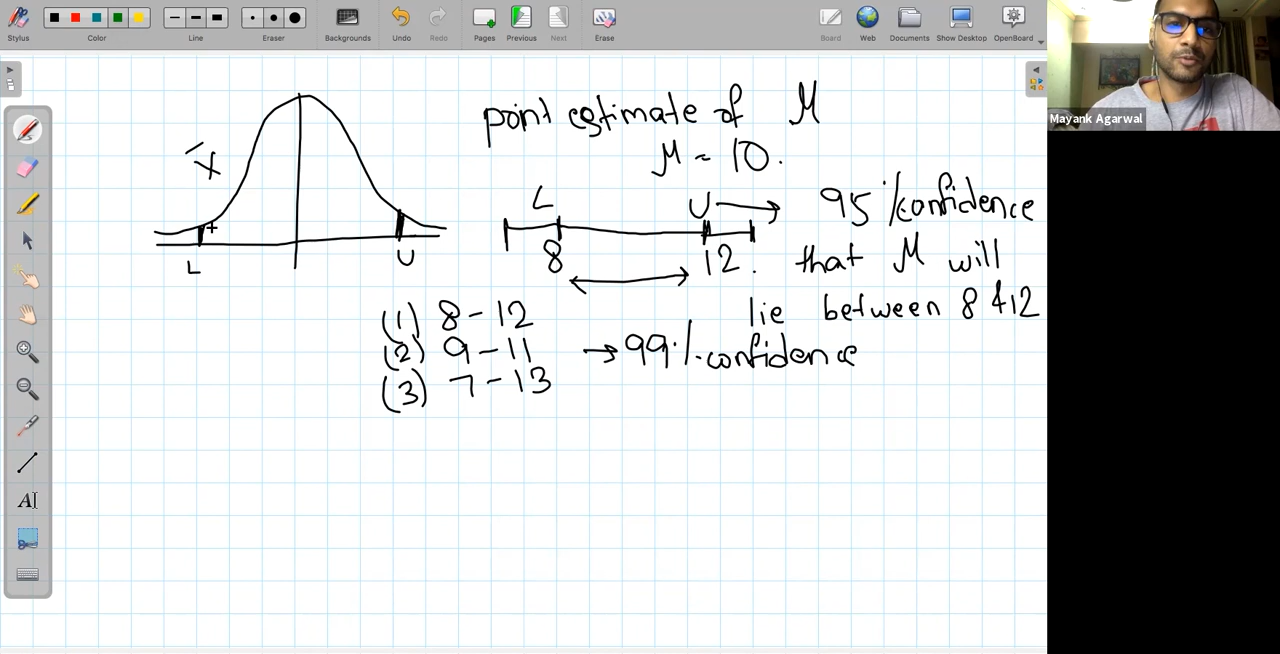 Stylus
Color
Line
Eraser
Backgrounds
Undo
Redo
Pages
Previous
Next
Erase
Board
Web
Documents
Show Desktop
OpenBoard
Mayank Agarwal
point estimate of M
M = 10.
X̄
L
U
L
U → 95% confidence
8
12.
that M will
lie between 8 & 12
(1) 8 - 12
(2) 9 - 11 → 99% confidence
(3) 7 - 13
AI